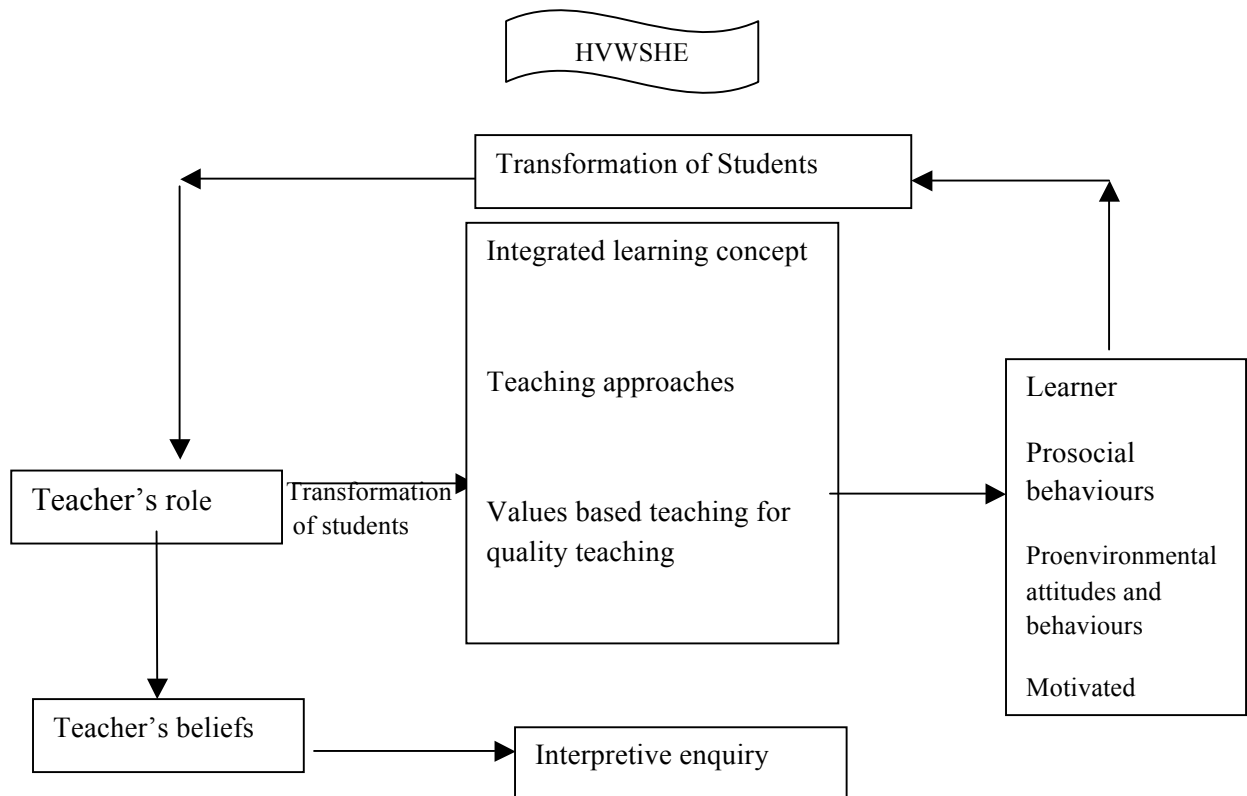 HVWSHE
Transformation of Students
Integrated learning concept
Teaching approaches
Values based teaching for
quality teaching
Learner
Prosocial
behaviours
Proenvironmental
attitudes and
behaviours
Motivated
Teacher’s role
Transformation
of students
Teacher’s beliefs
Interpretive enquiry